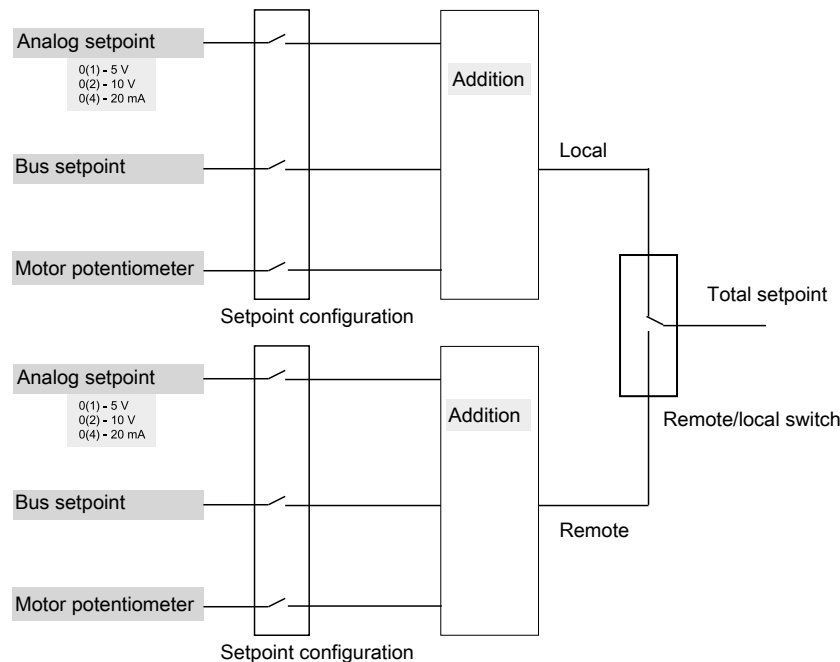 Analog setpoint
0(1) - 5 V
0(2) - 10 V
0(4) - 20 mA
Addition
Bus setpoint
Local
Motor potentiometer
Total setpoint
Setpoint configuration
Analog setpoint
0(1) - 5 V
0(2) - 10 V
0(4) - 20 mA
Addition
Remote/local switch
Bus setpoint
Remote
Motor potentiometer
Setpoint configuration